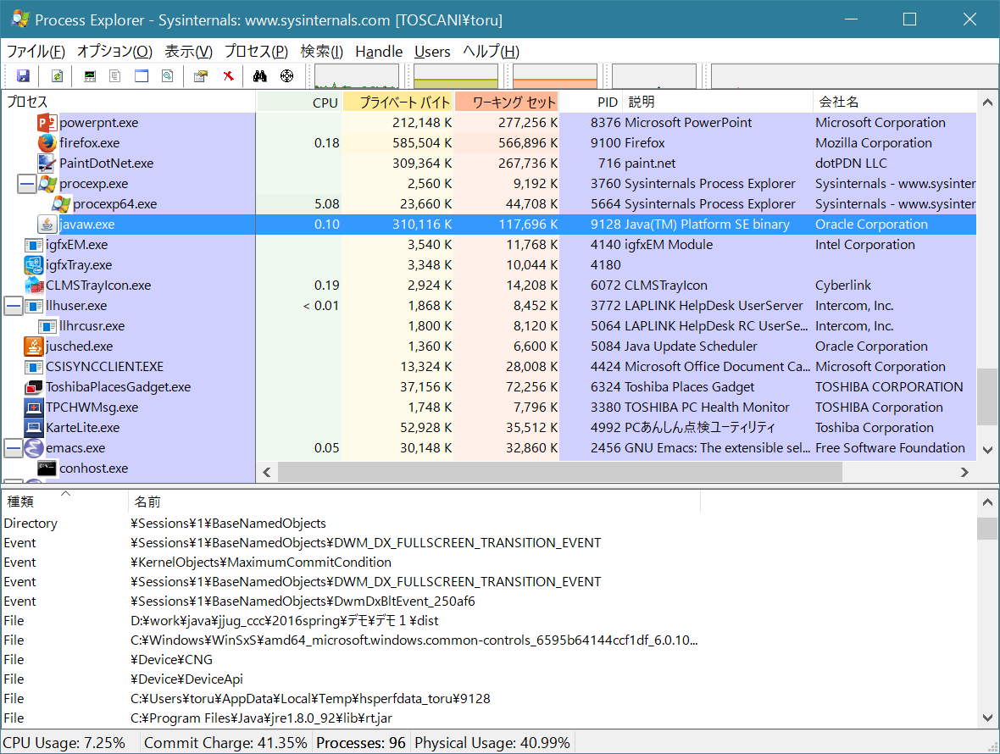 Process Explorer - Sysinternals: www.sysinternals.com [TOSCANI¥toru]
ファイル(F) オプション(O) 表示(V) プロセス(P) 検索(I) Handle Users ヘルプ(H)
プロセス CPU プライベート バイト ワーキング セット PID 説明 会社名
powerpnt.exe 212,148 K 277,256 K 8376 Microsoft PowerPoint Microsoft Corporation
firefox.exe 0.18 585,504 K 566,896 K 9100 Firefox Mozilla Corporation
PaintDotNet.exe 309,364 K 267,736 K 716 paint.net dotPDN LLC
procexp.exe 2,560 K 9,192 K 3760 Sysinternals Process Explorer Sysinternals - www.sysinter
procexp64.exe 5.08 23,660 K 44,708 K 5664 Sysinternals Process Explorer Sysinternals - www.sysinter
javaw.exe 0.10 310,116 K 117,696 K 9128 Java(TM) Platform SE binary Oracle Corporation
igfxEM.exe 3,540 K 11,768 K 4140 igfxEM Module Intel Corporation
igfxTray.exe 3,348 K 10,044 K 4180
CLMSTrayIcon.exe 0.19 2,924 K 14,208 K 6072 CLMSTrayIcon Cyberlink
llhuser.exe < 0.01 1,868 K 8,452 K 3772 LAPLINK HelpDesk UserServer Intercom, Inc.
llhrcusr.exe 1,800 K 8,120 K 5064 LAPLINK HelpDesk RC UserSe... Intercom, Inc.
jusched.exe 1,360 K 6,600 K 5084 Java Update Scheduler Oracle Corporation
CSISYNCCLIENT.EXE 13,324 K 28,008 K 4424 Microsoft Office Document Ca... Microsoft Corporation
ToshibaPlacesGadget.exe 37,156 K 72,256 K 6324 Toshiba Places Gadget TOSHIBA CORPORATION
TPCHWMsg.exe 1,748 K 7,796 K 3380 TOSHIBA PC Health Monitor TOSHIBA Corporation
KarteLite.exe 52,928 K 35,512 K 4992 PCあんしん点検ユーティリティ Toshiba Corporation
emacs.exe 0.05 30,148 K 32,860 K 2456 GNU Emacs: The extensible sel... Free Software Foundation
conhost.exe
種類 名前
Directory ¥Sessions¥1¥BaseNamedObjects
Event ¥Sessions¥1¥BaseNamedObjects¥DWM_DX_FULLSCREEN_TRANSITION_EVENT
Event ¥KernelObjects¥MaximumCommitCondition
Event ¥Sessions¥1¥BaseNamedObjects¥DWM_DX_FULLSCREEN_TRANSITION_EVENT
Event ¥Sessions¥1¥BaseNamedObjects¥DwmDxBltEvent_250af6
File D:¥work¥java¥jjug_ccc¥2016spring¥デモ¥デモ１¥dist
File C:¥Windows¥WinSxS¥amd64_microsoft.windows.common-controls_6595b64144ccf1df_6.0.10...
File ¥Device¥CNG
File ¥Device¥DeviceApi
File C:¥Users¥toru¥AppData¥Local¥Temp¥hsperfdata_toru¥9128
File C:¥Program Files¥Java¥jre1.8.0_92¥lib¥rt.jar
CPU Usage: 7.25% Commit Charge: 41.35% Processes: 96 Physical Usage: 40.99%